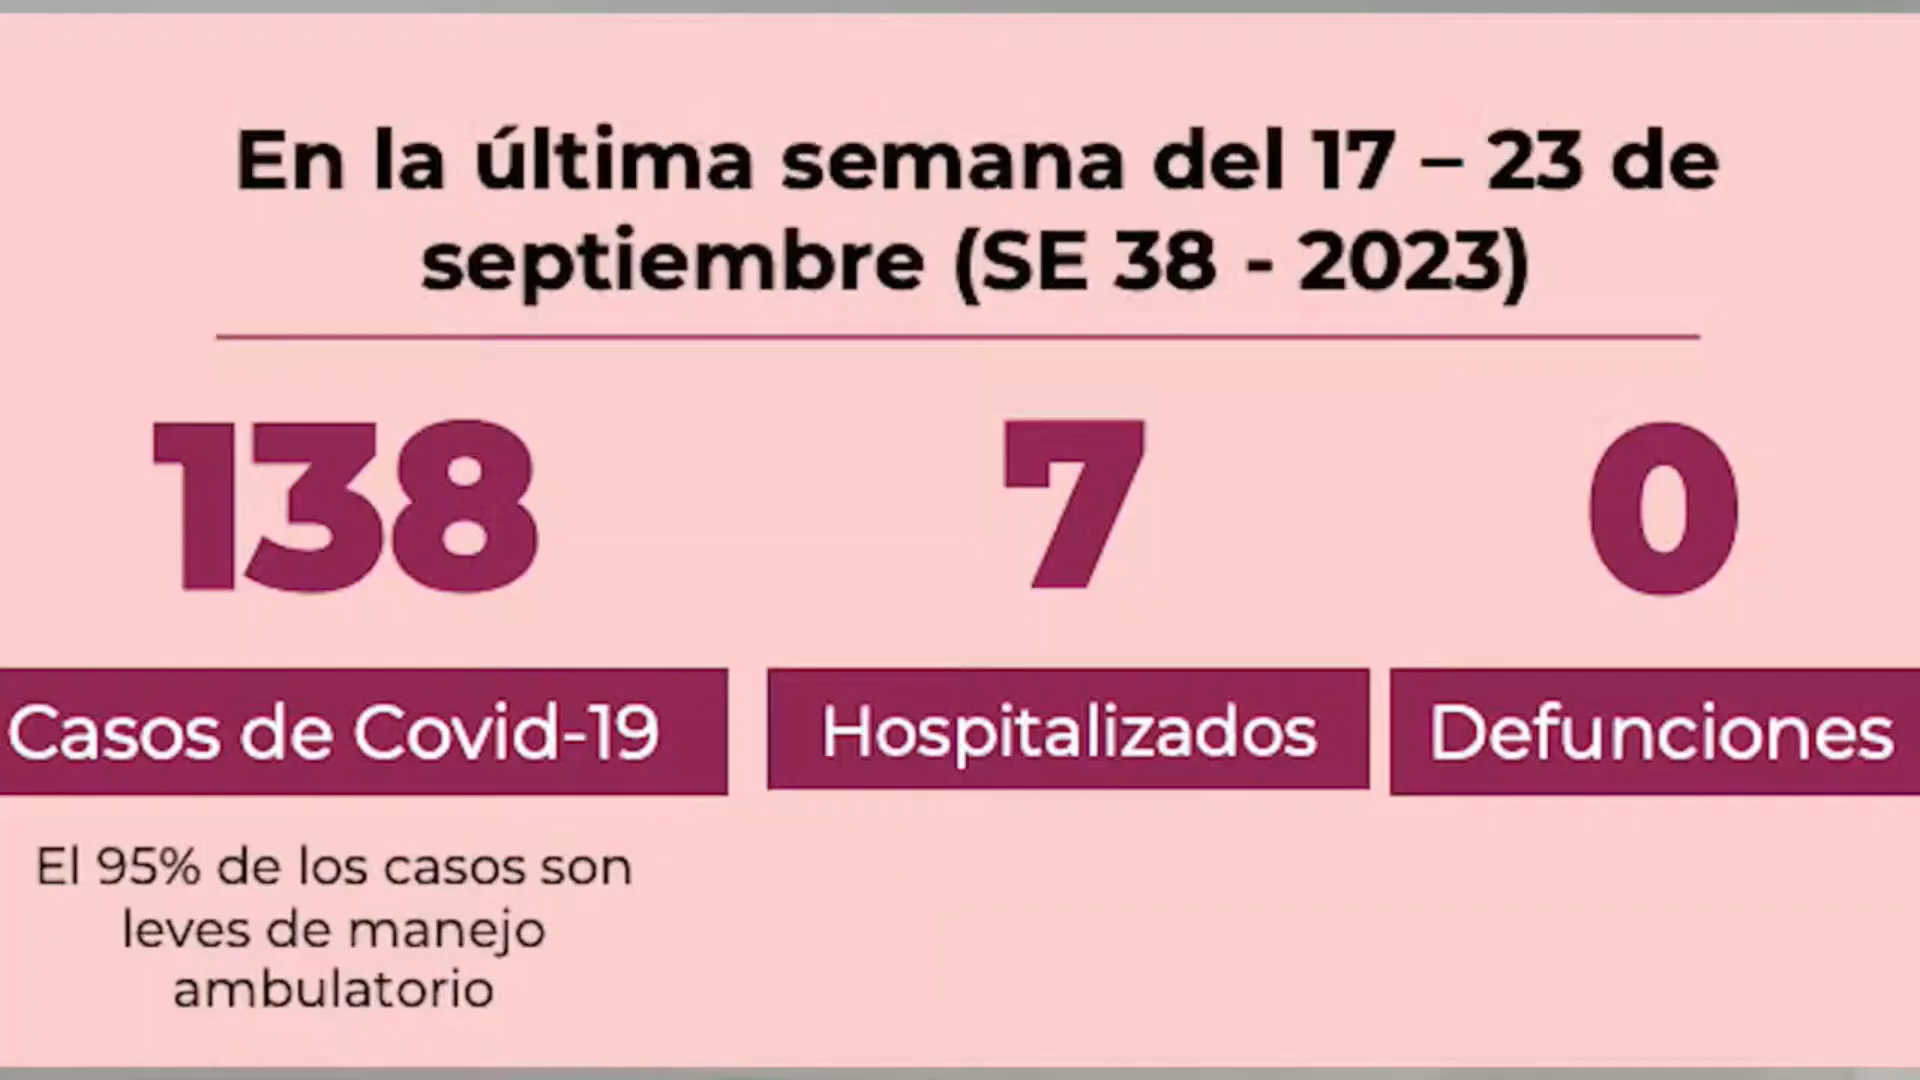 En la última semana del 17 – 23 de
septiembre (SE 38 - 2023)
138
7
0
Casos de Covid-19
Hospitalizados
Defunciones
El 95% de los casos son
leves de manejo
ambulatorio